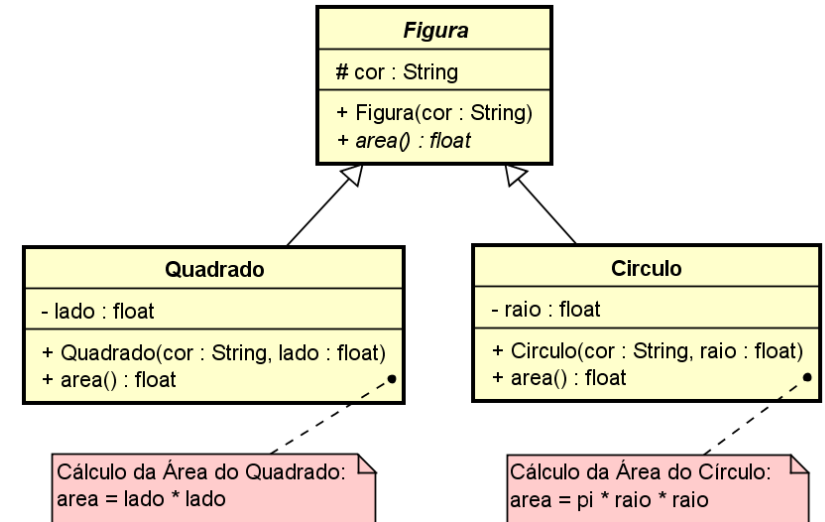 Figura
# cor : String
+ Figura(cor : String)
+ area() : float
Quadrado
- lado : float
+ Quadrado(cor : String, lado : float)
+ area() : float
Circulo
- raio : float
+ Circulo(cor : String, raio : float)
+ area() : float
Cálculo da Área do Quadrado:
area = lado * lado
Cálculo da Área do Círculo:
area = pi * raio * raio